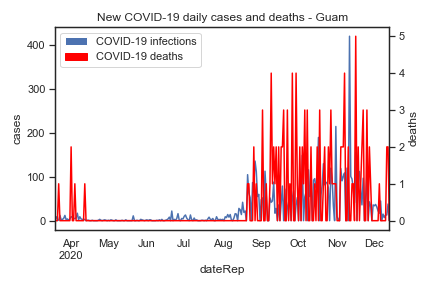 New COVID-19 daily cases and deaths - Guam
COVID-19 infections
COVID-19 deaths
400
300
200
100
0
cases
5
4
3
2
1
0
deaths
Apr May Jun Jul Aug Sep Oct Nov Dec
2020
dateRep